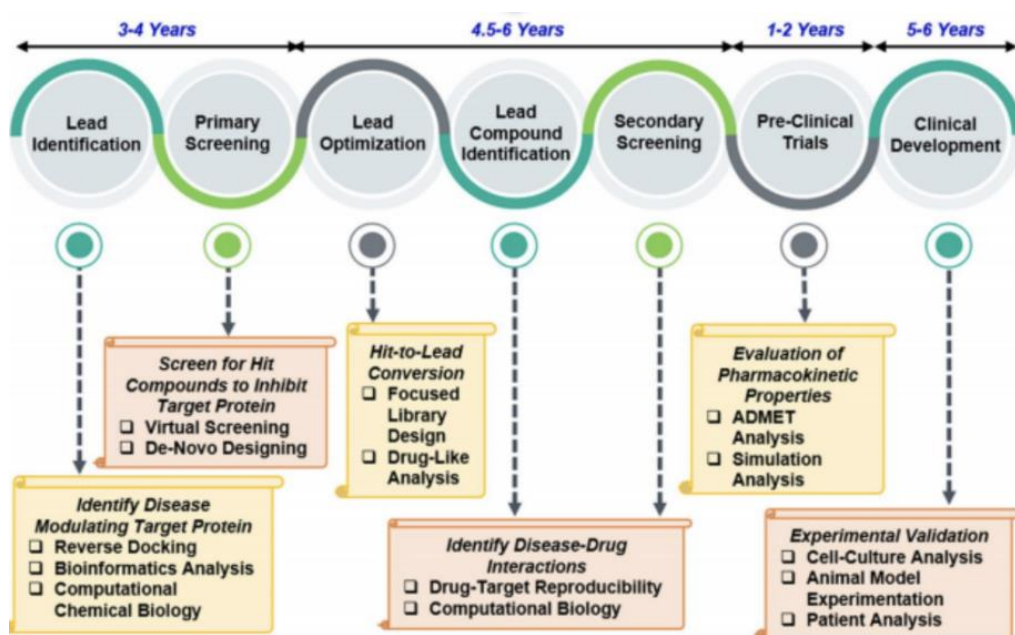 3-4 Years
4.5-6 Years
1-2 Years
5-6 Years
Lead
Identification
Primary
Screening
Lead
Optimization
Lead
Compound
Identification
Secondary
Screening
Pre-Clinical
Trials
Clinical
Development
Screen for Hit
Compounds to Inhibit
Target Protein
❑ Virtual Screening
❑ De-Novo Designing
Hit-to-Lead
Conversion
❑ Focused
Library
Design
❑ Drug-Like
Analysis
Evaluation of
Pharmacokinetic
Properties
❑ ADMET
Analysis
❑ Simulation
Analysis
Identify Disease
Modulating Target Protein
❑ Reverse Docking
❑ Bioinformatics Analysis
❑ Computational
Chemical Biology
Identify Disease-Drug
Interactions
❑ Drug-Target Reproducibility
❑ Computational Biology
Experimental Validation
❑ Cell-Culture Analysis
❑ Animal Model
Experimentation
❑ Patient Analysis